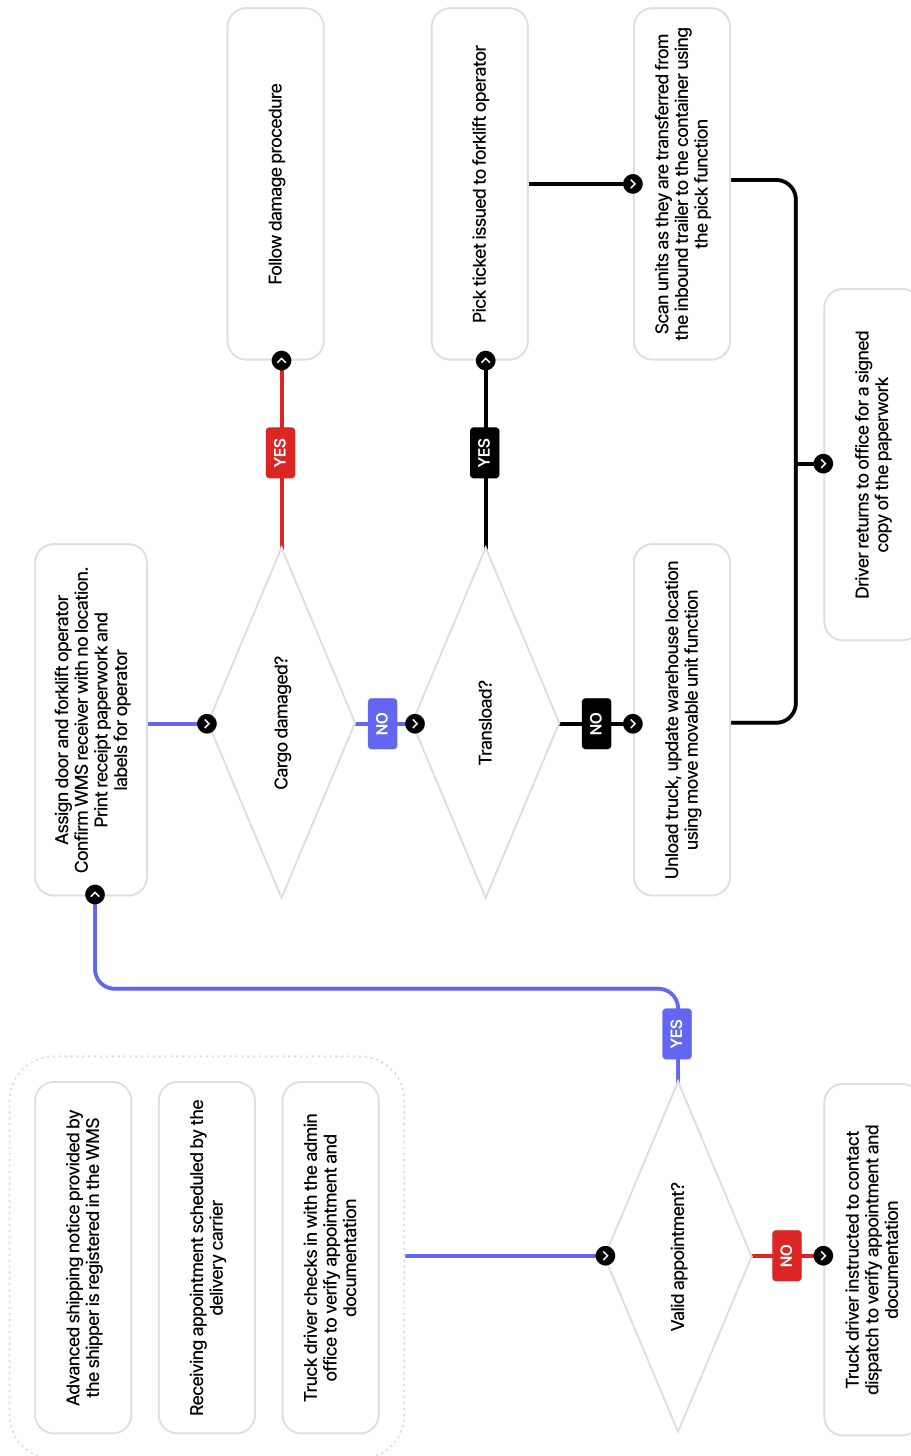 Advanced shipping notice provided by
the shipper is registered in the WMS
Receiving appointment scheduled by the
delivery carrier
Truck driver checks in with the admin
office to verify appointment and
documentation
Valid appointment?
YES
NO
Truck driver instructed to contact
dispatch to verify appointment and
documentation
Assign door and forklift operator
Confirm WMS receiver with no location.
Print receipt paperwork and
labels for operator
Cargo damaged?
YES
Follow damage procedure
NO
Transload?
YES
Pick ticket issued to forklift operator
NO
Unload truck, update warehouse location
using move movable unit function
Scan units as they are transferred from
the inbound trailer to the container using
the pick function
Driver returns to office for a signed
copy of the paperwork